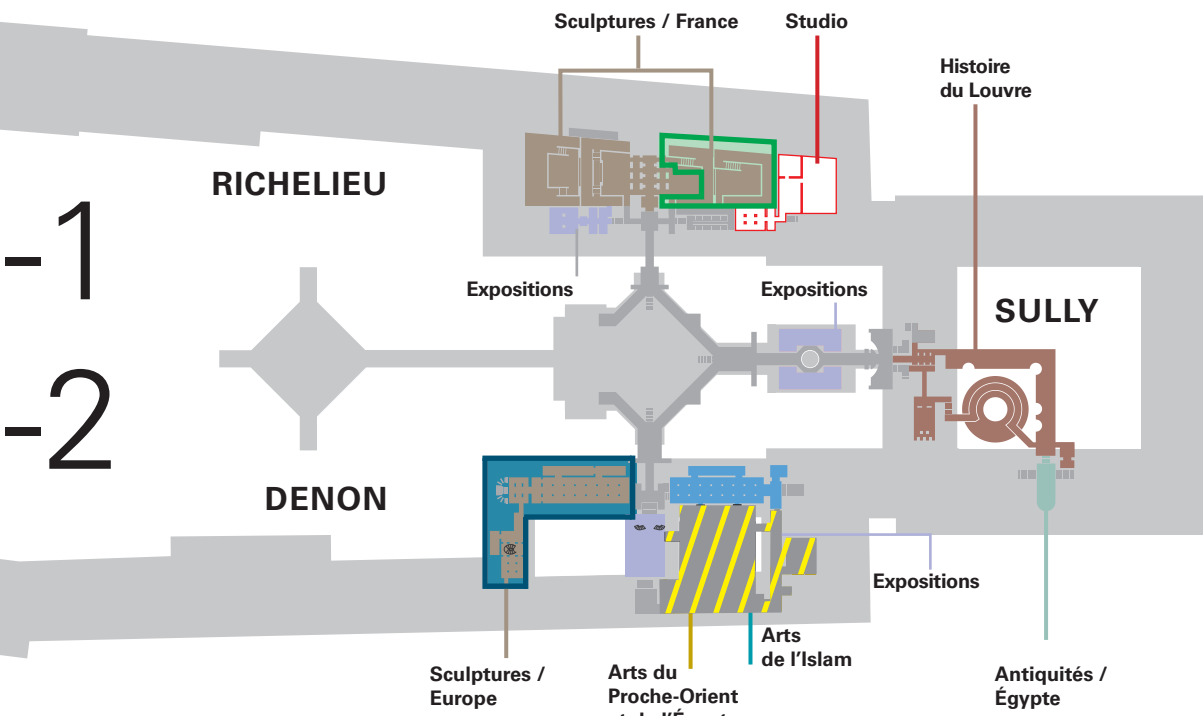 Sculptures / France
Studio
Histoire
du Louvre
RICHELIEU
-1
Expositions
Expositions
SULLY
-2
DENON
Expositions
Sculptures /
Europe
Arts du
Proche-Orient
Arts
de l'Islam
Antiquités /
Égypte